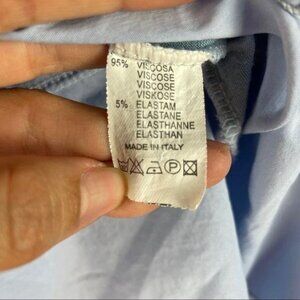 95% VISCOSA
VISCOSE
VISCOSE
VISKOSE
5% ELASTAM
ELASTANE
ELASTHANNE
ELASTHAN
MADE IN ITALY
P